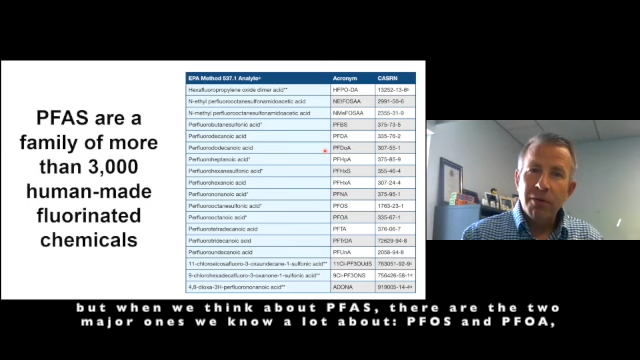 PFAS are a
family of more
than 3,000
human-made
fluorinated
chemicals
EPA Method 537.1 Analyte Acronym CASRN
Hexafluoropropylene oxide dimer acid** HFPO-DA 13252-13-6
N-ethyl perfluorooctanesulfonamidoacetic acid NEtFOSAA 2991-50-6
N-methyl perfluorooctanesulfonamidoacetic acid NMeFOSAA 2355-31-9
Perfluorobutanesulfonic acid* PFBS 375-73-5
Perfluorodecanoic acid PFDA 335-76-2
Perfluorododecanoic acid PFDoA 307-55-1
Perfluoroheptanoic acid* PFHpA 375-85-9
Perfluorohexanesulfonic acid* PFHxS 355-46-4
Perfluorohexanoic acid PFHxA 307-24-4
Perfluorononanoic acid* PFNA 375-95-1
Perfluorooctanesulfonic acid* PFOS 1763-23-1
Perfluorooctanoic acid* PFOA 335-67-1
Perfluorotetradecanoic acid PFTA 376-06-7
Perfluorotridecanoic acid PFTrDA 72629-94-8
Perfluoroundecanoic acid PFUnA 2058-94-8
11-chloroeicosafluoro-3-oxaundecane-1-sulfonic acid** 11Cl-PF3OUdS 763051-92-9
9-chlorohexadecafluoro-3-oxanone-1-sulfonic acid** 9Cl-PF3ONS 756426-58-1
4,8-dioxa-3H-perfluorononanoic acid** ADONA 919005-14-4
but when we think about PFAS, there are the two
major ones we know a lot about: PFOS and PFOA,